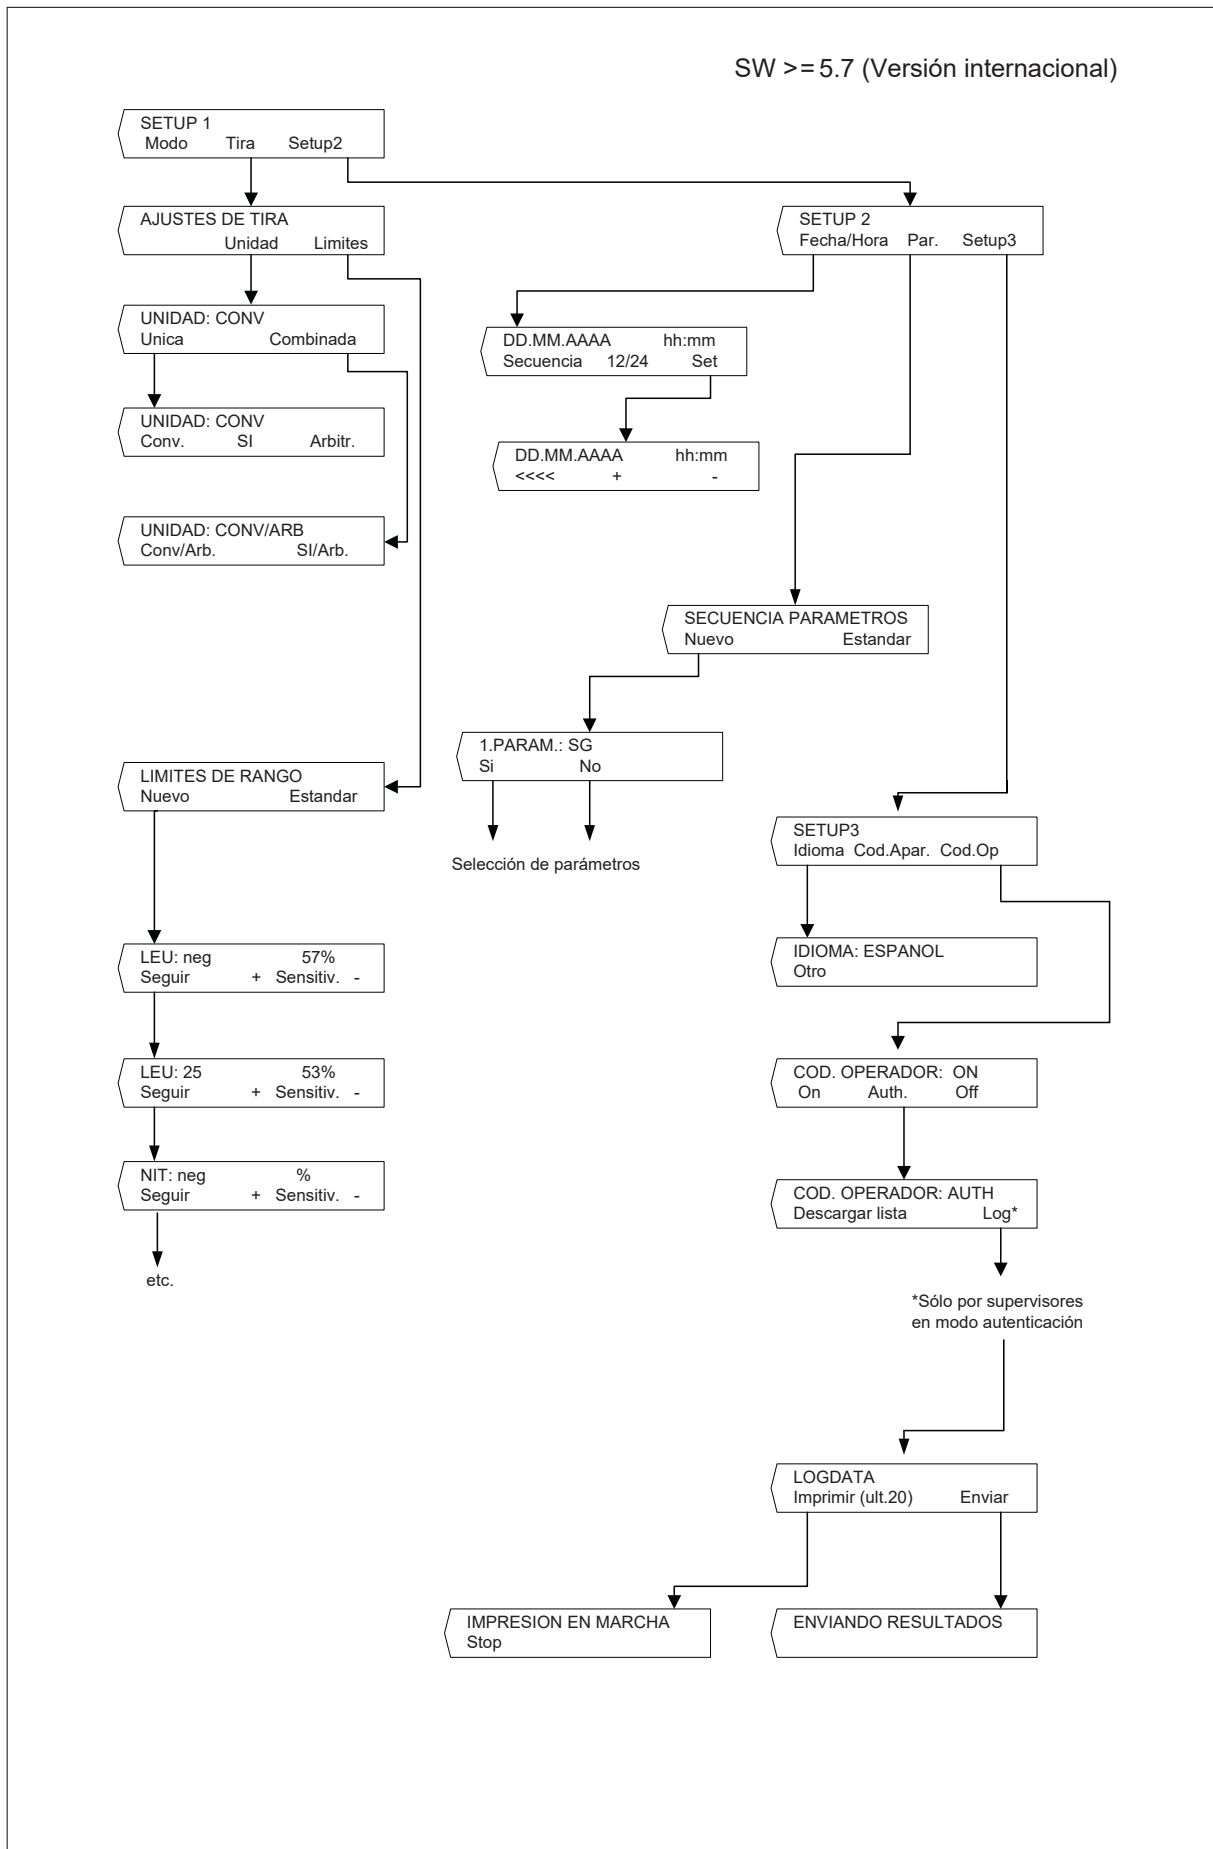 SW >=5.7 (Versión internacional)
SETUP 1
Modo Tira Setup2
AJUSTES DE TIRA
Unidad Limites
UNIDAD: CONV
Unica Combinada
UNIDAD: CONV
Conv. SI Arbitr.
UNIDAD: CONV/ARB
Conv/Arb. SI/Arb.
LIMITES DE RANGO
Nuevo Estandar
LEU: neg 57%
Seguir + Sensitiv. -
LEU: 25 53%
Seguir + Sensitiv. -
NIT: neg %
Seguir + Sensitiv. -
etc.
SETUP 2
Fecha/Hora Par. Setup3
DD.MM.AAAA hh:mm
Secuencia 12/24 Set
DD.MM.AAAA hh:mm
<<<< + -
SECUENCIA PARAMETROS
Nuevo Estandar
1.PARAM.: SG
Si No
Selección de parámetros
SETUP3
Idioma Cod.Apar. Cod.Op
IDIOMA: ESPANOL
Otro
COD. OPERADOR: ON
On Auth. Off
COD. OPERADOR: AUTH
Descargar lista Log*
*Sólo por supervisores
en modo autenticación
LOGDATA
Imprimir (ult.20) Enviar
IMPRESION EN MARCHA
Stop
ENVIANDO RESULTADOS